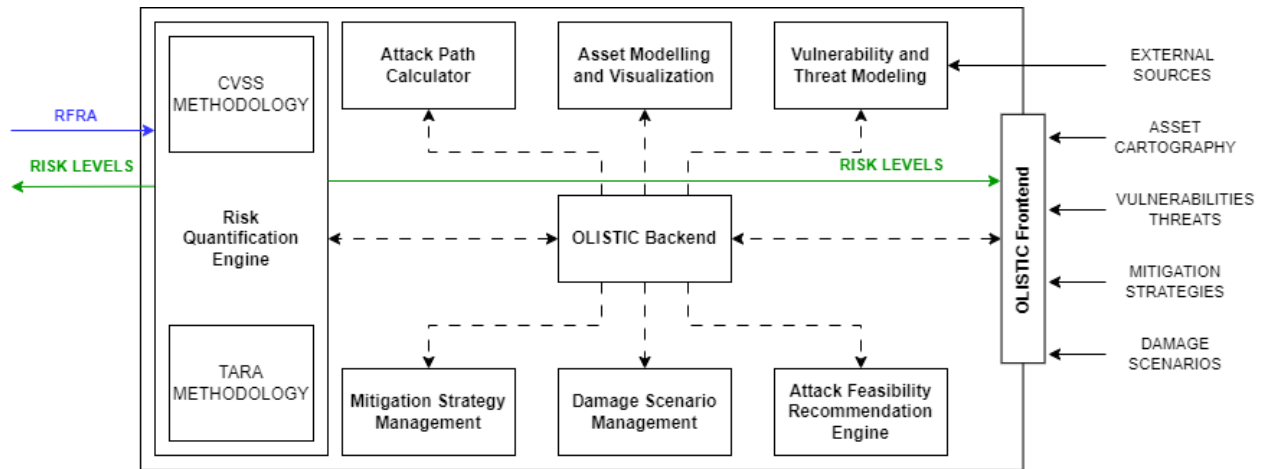 CVSS
METHODOLOGY
Attack Path
Calculator
Asset Modelling
and Visualization
Vulnerability and
Threat Modeling
EXTERNAL
SOURCES
RFRA
RISK LEVELS
RISK LEVELS
ASSET
CARTOGRAPHY
Risk
Quantification
Engine
OLISTIC Backend
OLISTIC Frontend
VULNERABILITIES
THREATS
MITIGATION
STRATEGIES
DAMAGE
SCENARIOS
TARA
METHODOLOGY
Mitigation Strategy
Management
Damage Scenario
Management
Attack Feasibility
Recommendation
Engine